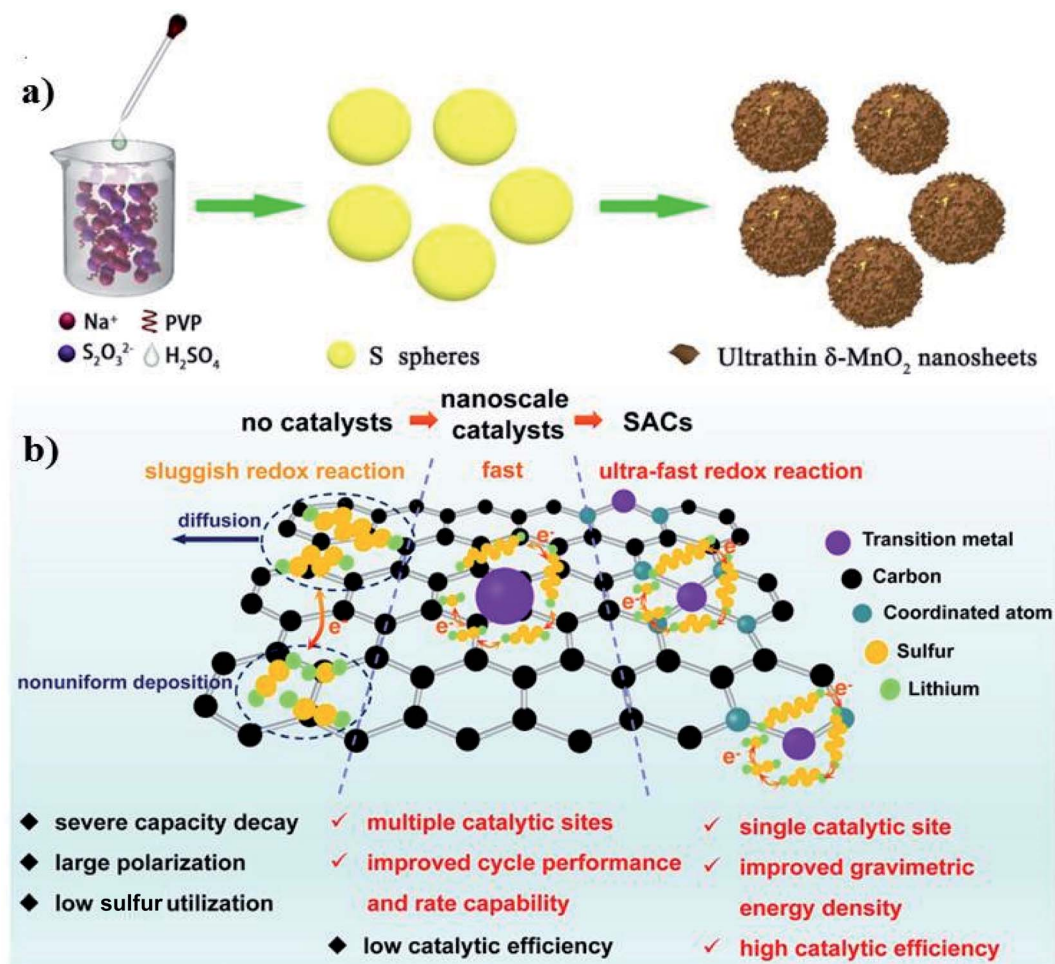 a)
Na⁺ PVP
S₂O₃²⁻ H₂SO₄
S spheres
Ultrathin δ-MnO₂ nanosheets
b)
no catalysts
nanoscale
catalysts
SACs
sluggish redox reaction
fast
ultra-fast redox reaction
diffusion
e⁻
e⁻
e⁻
e⁻
e⁻
nonuniform deposition
e⁻
e⁻
Transition metal
Carbon
Coordinated atom
Sulfur
Lithium
severe capacity decay
large polarization
low sulfur utilization
multiple catalytic sites
improved cycle performance
and rate capability
low catalytic efficiency
single catalytic site
improved gravimetric
energy density
high catalytic efficiency